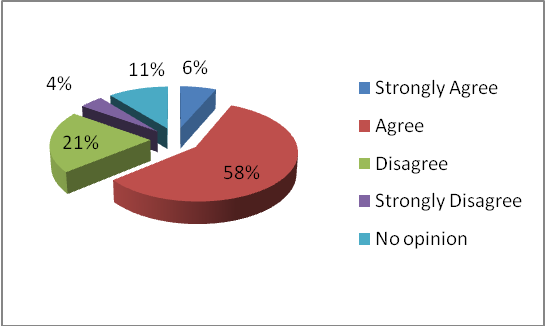 11%
6%
4%
21%
58%
Strongly Agree
Agree
Disagree
Strongly Disagree
No opinion